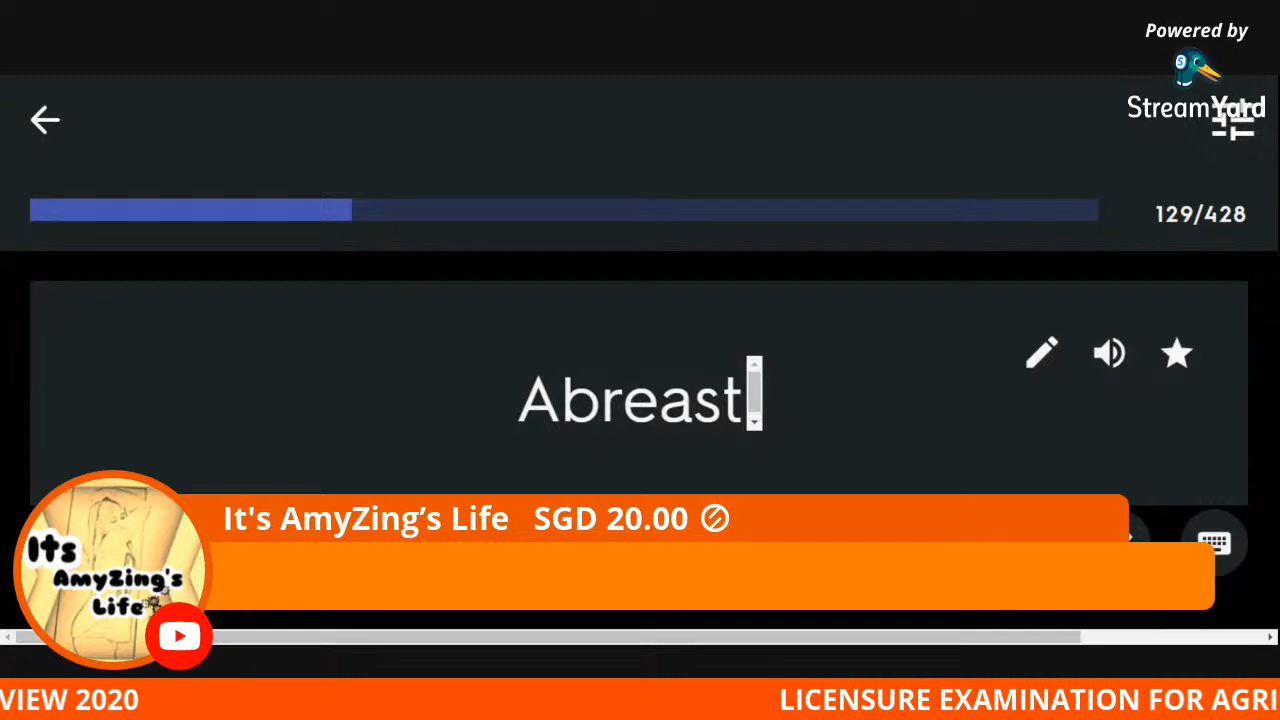 Powered by
StreamYard
129/428
Abreast
It's AmyZing’s Life SGD 20.00
Its
AmyZing's
Life
VIEW 2020 LICENSURE EXAMINATION FOR AGRI